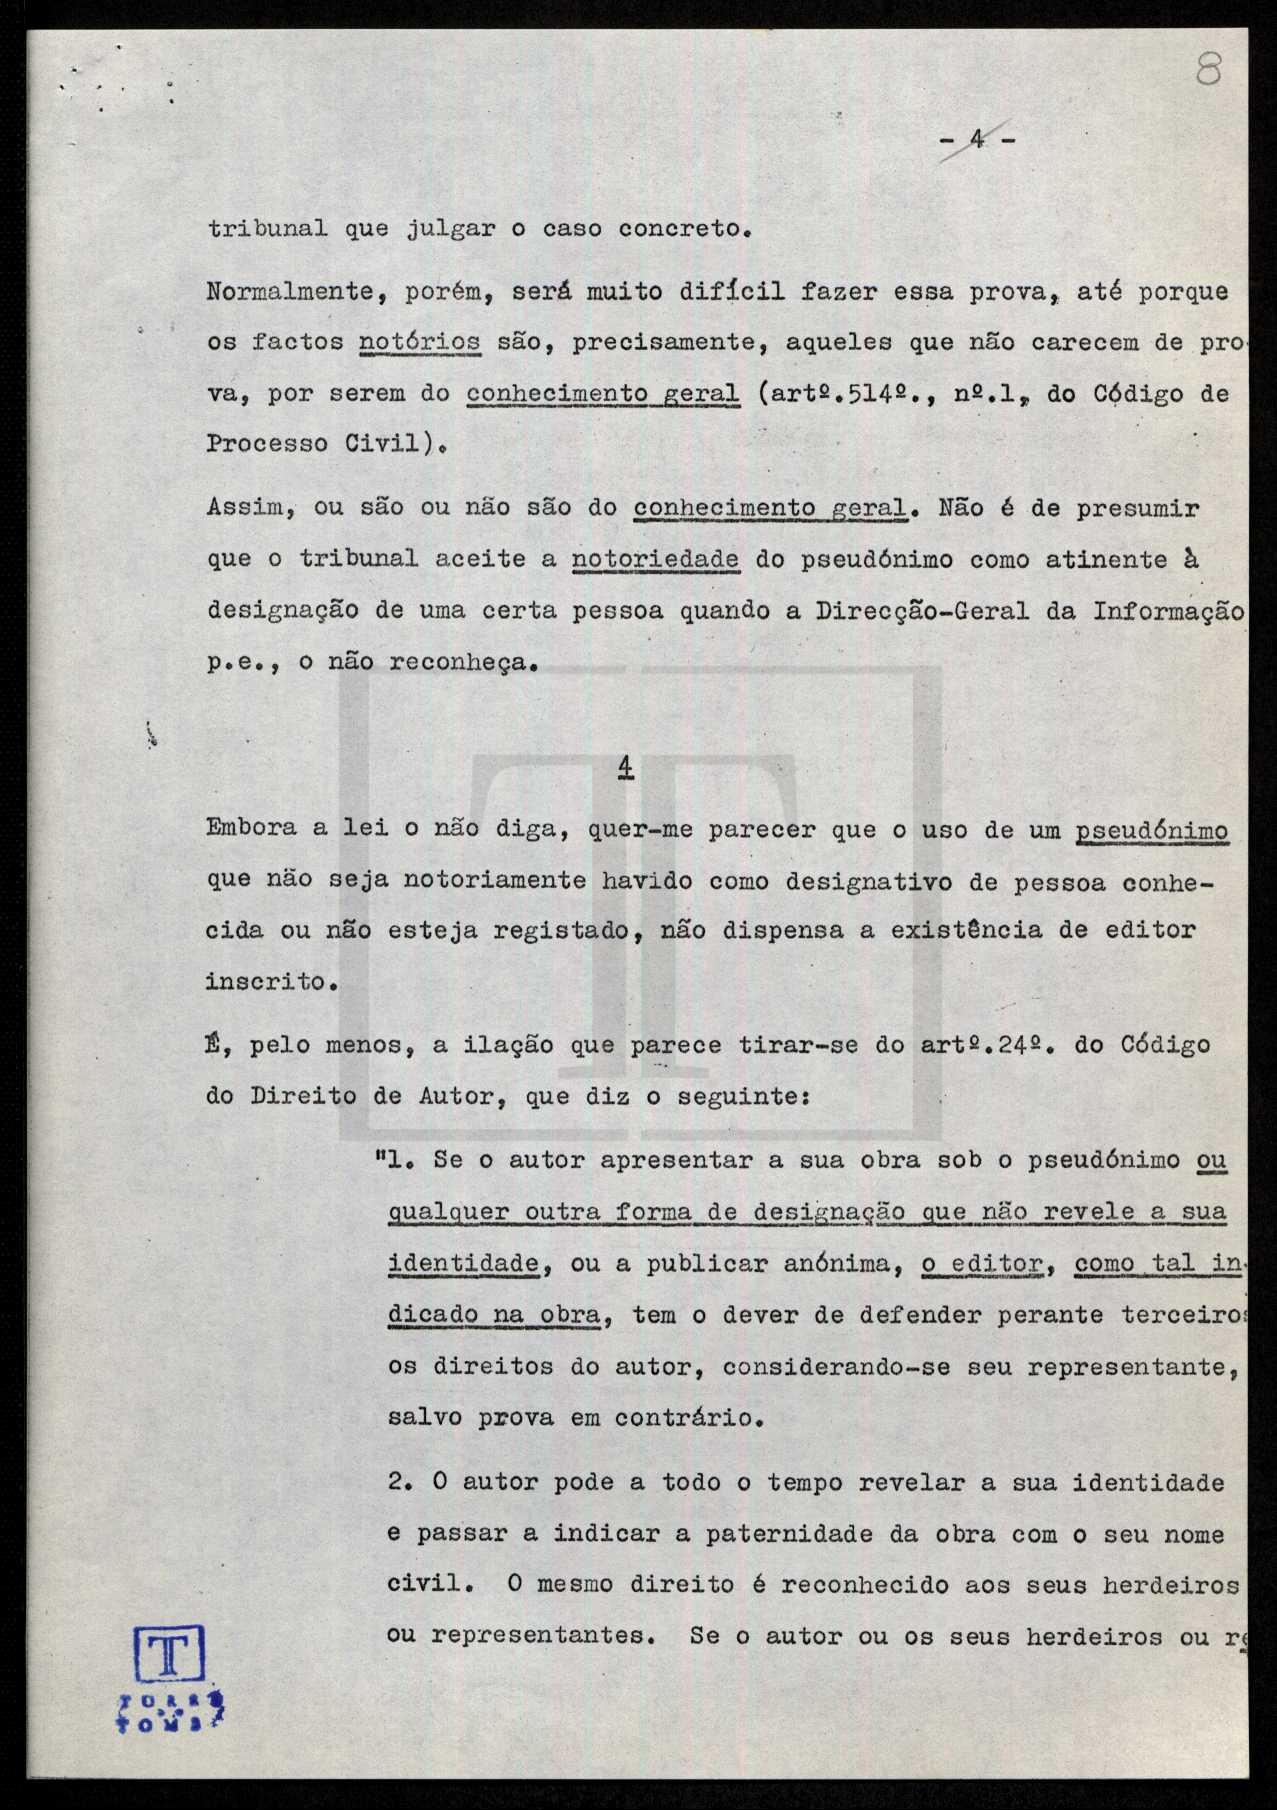 8
- 4 -
tribunal que julgar o caso concreto.
Normalmente, porém, será muito difícil fazer essa prova, até porque
os factos notórios são, precisamente, aqueles que não carecem de pro-
va, por serem do conhecimento geral (artº.514º., nº.1, do Código de
Processo Civil).
Assim, ou são ou não são do conhecimento geral. Não é de presumir
que o tribunal aceite a notoriedade do pseudónimo como atinente à
designação de uma certa pessoa quando a Direcção-Geral da Informação
p.e., o não reconheça.
4
Embora a lei o não diga, quer-me parecer que o uso de um pseudónimo
que não seja notoriamente havido como designativo de pessoa conhe-
cida ou não esteja registado, não dispensa a existência de editor
inscrito.
É, pelo menos, a ilação que parece tirar-se do artº.24º. do Código
do Direito de Autor, que diz o seguinte:
"1. Se o autor apresentar a sua obra sob o pseudónimo ou
qualquer outra forma de designação que não revele a sua
identidade, ou a publicar anónima, o editor, como tal in-
dicado na obra, tem o dever de defender perante terceiros
os direitos do autor, considerando-se seu representante,
salvo prova em contrário.
2. O autor pode a todo o tempo revelar a sua identidade
e passar a indicar a paternidade da obra com o seu nome
civil. O mesmo direito é reconhecido aos seus herdeiros
ou representantes. Se o autor ou os seus herdeiros ou re
T
TORRE
TOMB